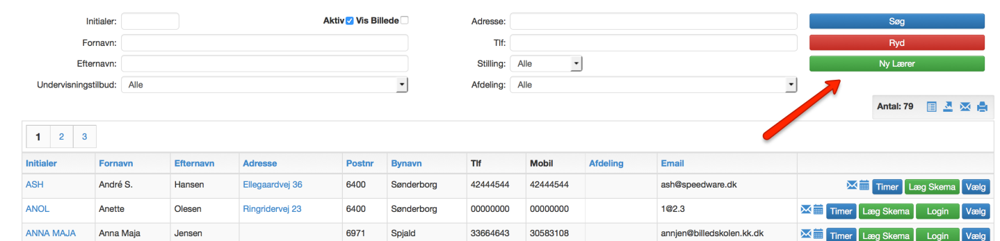 Initialer: Aktiv Vis Billede Adresse: Søg
Fornavn: Tlf: Ryd
Efternavn: Stilling: Alle Ny Lærer
Undervisningstilbud: Alle Afdeling: Alle
Antal: 79
1 2 3
Initialer Fornavn Efternavn Adresse Postnr Bynavn Tlf Mobil Afdeling Email
ASH André S. Hansen Ellegaardvej 36 6400 Sønderborg 42444544 42444544 ash@speedware.dk Timer Læg Skema Vælg
ANOL Anette Olesen Ringridervej 23 6400 Sønderborg 00000000 00000000 1@2.3 Timer Læg Skema Login Vælg
ANNA MAJA Anna Maja Jensen 6971 Spjald 33664643 30583108 annjen@billedskolen.kk.dk Timer Læg Skema Login Vælg